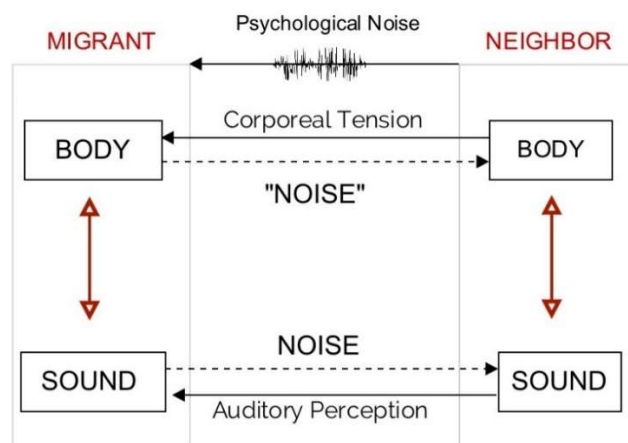 Psychological Noise
MIGRANT
NEIGHBOR
Corporeal Tension
BODY
BODY
"NOISE"
NOISE
SOUND
SOUND
Auditory Perception